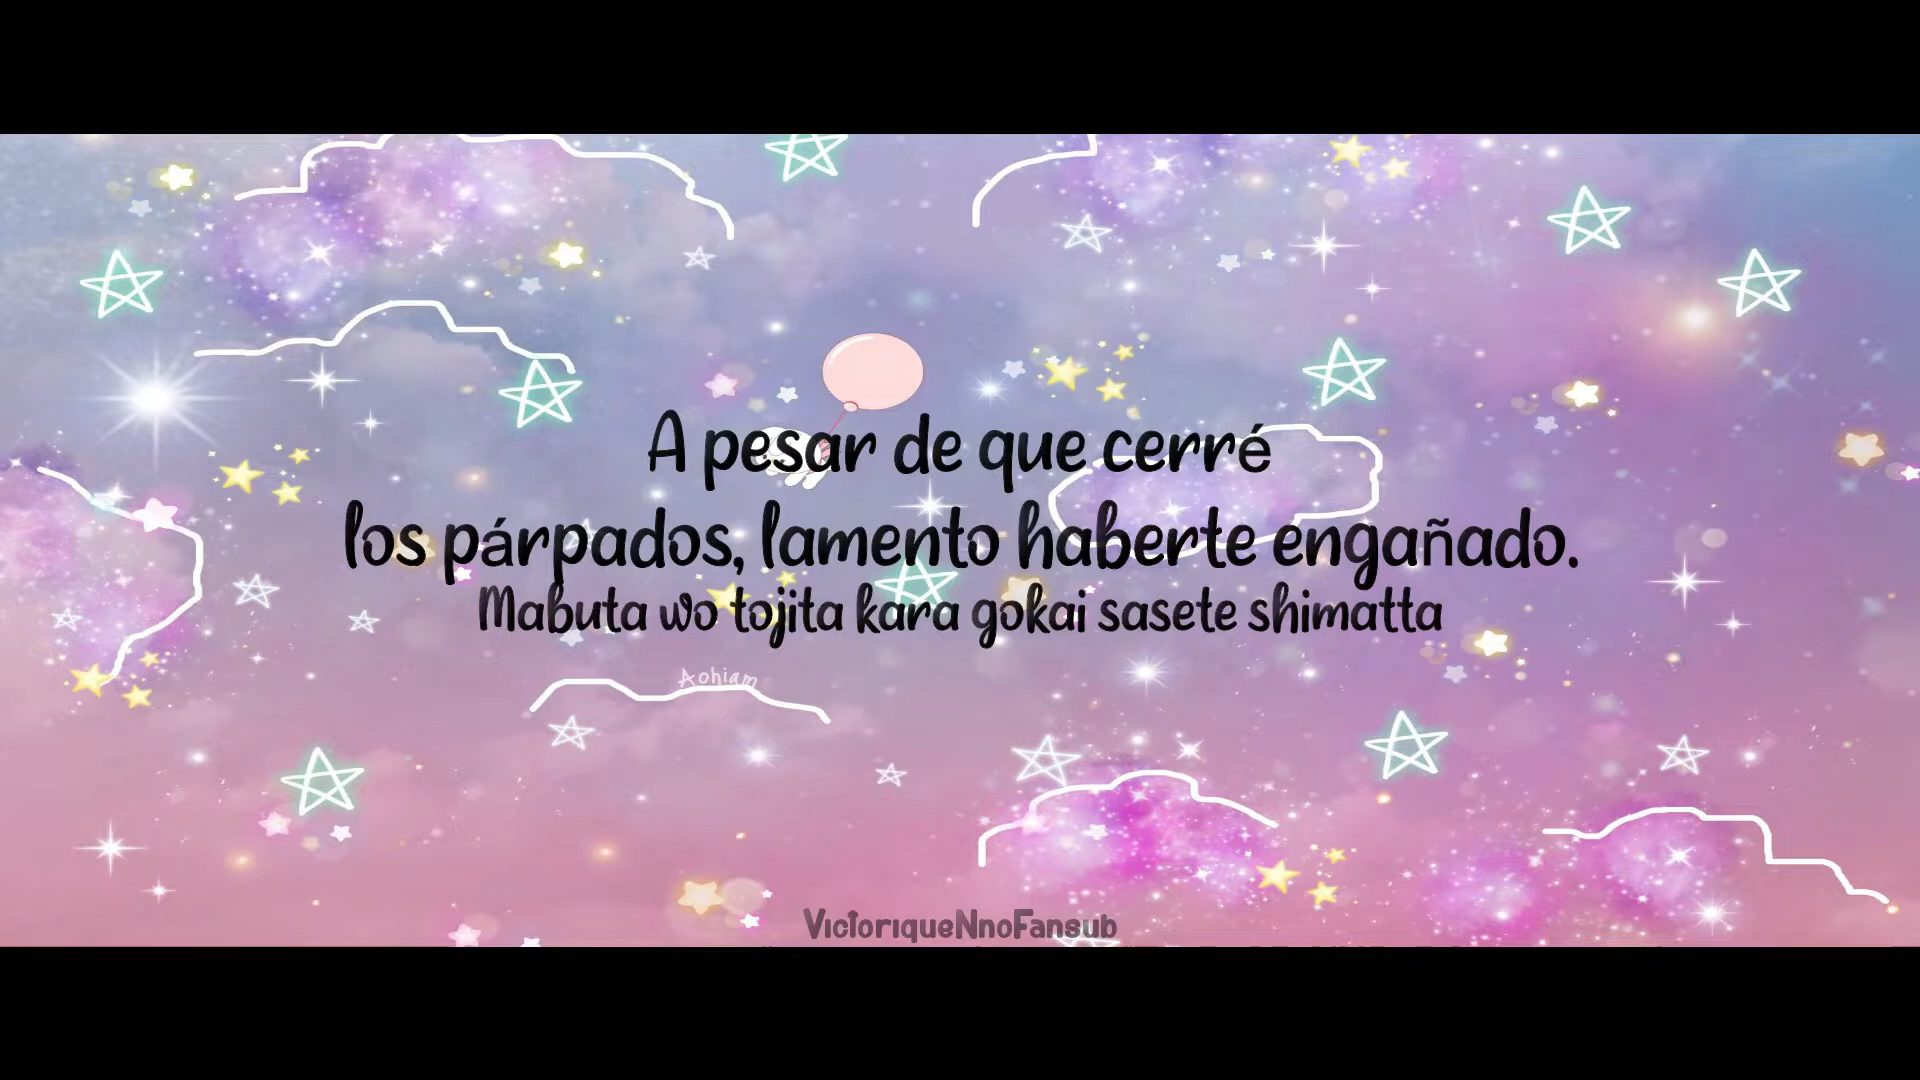 A pesar de que cerré
los párpados, lamento haberte engañado.
Mabuta wo tojita kara gokai sasete shimatta
Aohiam
VictoriqueNnoFansub